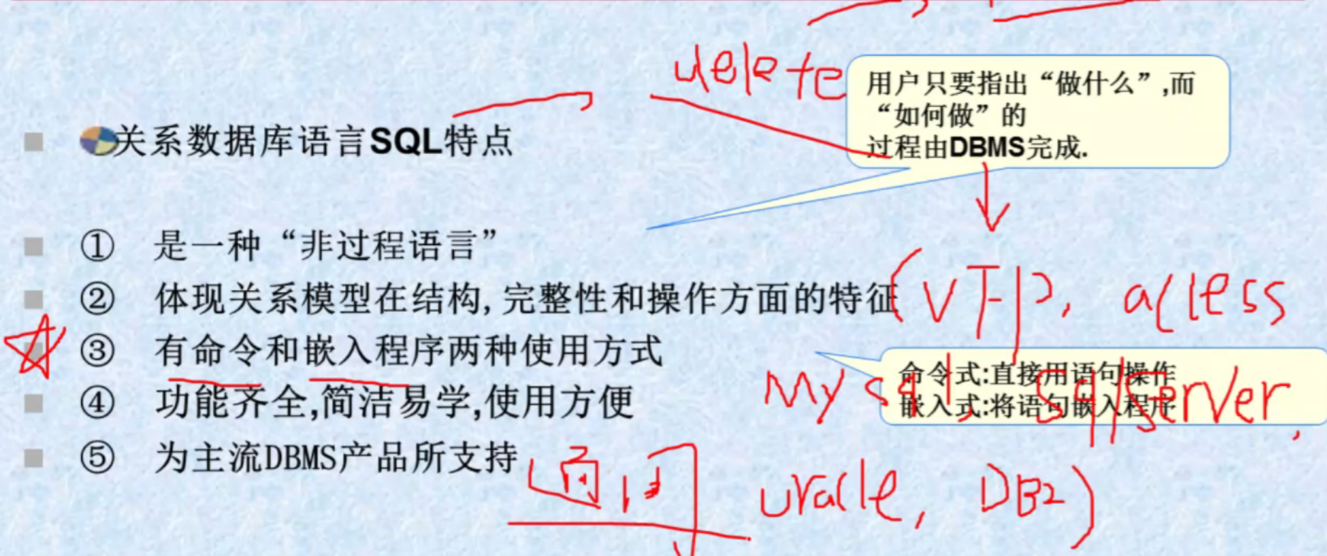 delete
用户只要指出“做什么”,而
“如何做”的
过程由DBMS完成.
关系数据库语言SQL特点
① 是一种“非过程语言”
② 体现关系模型在结构,完整性和操作方面的特征
(VFP, access
③ 有命令和嵌入程序两种使用方式
命令式:直接用语句操作
嵌入式:将语句嵌入程序
Mysql, sqlserver,
④ 功能齐全,简洁易学,使用方便
⑤ 为主流DBMS产品所支持
oracle, DB2)